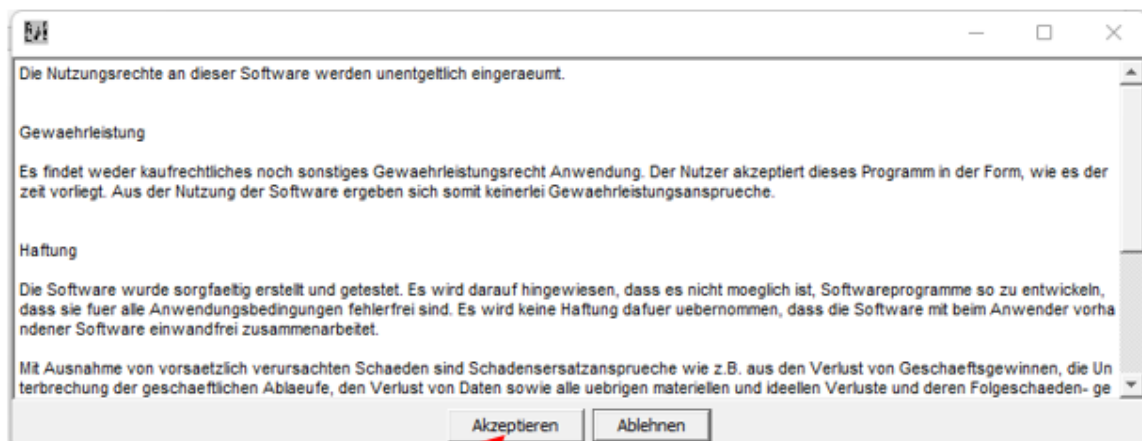 Die Nutzungsrechte an dieser Software werden unentgeltlich eingeraeumt.
Gewaehrleistung
Es findet weder kaufrechtliches noch sonstiges Gewaehrleistungsrecht Anwendung. Der Nutzer akzeptiert dieses Programm in der Form, wie es der
zeit vorliegt. Aus der Nutzung der Software ergeben sich somit keinerlei Gewaehrleistungsansprueche.
Haftung
Die Software wurde sorgfaeltig erstellt und getestet. Es wird darauf hingewiesen, dass es nicht moeglich ist, Softwareprogramme so zu entwickeln,
dass sie fuer alle Anwendungsbedingungen fehlerfrei sind. Es wird keine Haftung dafuer uebernommen, dass die Software mit beim Anwender vorha
ndener Software einwandfrei zusammenarbeitet.
Mit Ausnahme von vorsaetzlich verursachten Schaeden sind Schadensersatzansprueche wie z.B. aus den Verlust von Geschaeftsgewinnen, die Un
terbrechung der geschaeftlichen Ablaeufe, den Verlust von Daten sowie alle uebrigen materiellen und ideellen Verluste und deren Folgeschaeden- ge
Akzeptieren Ablehnen